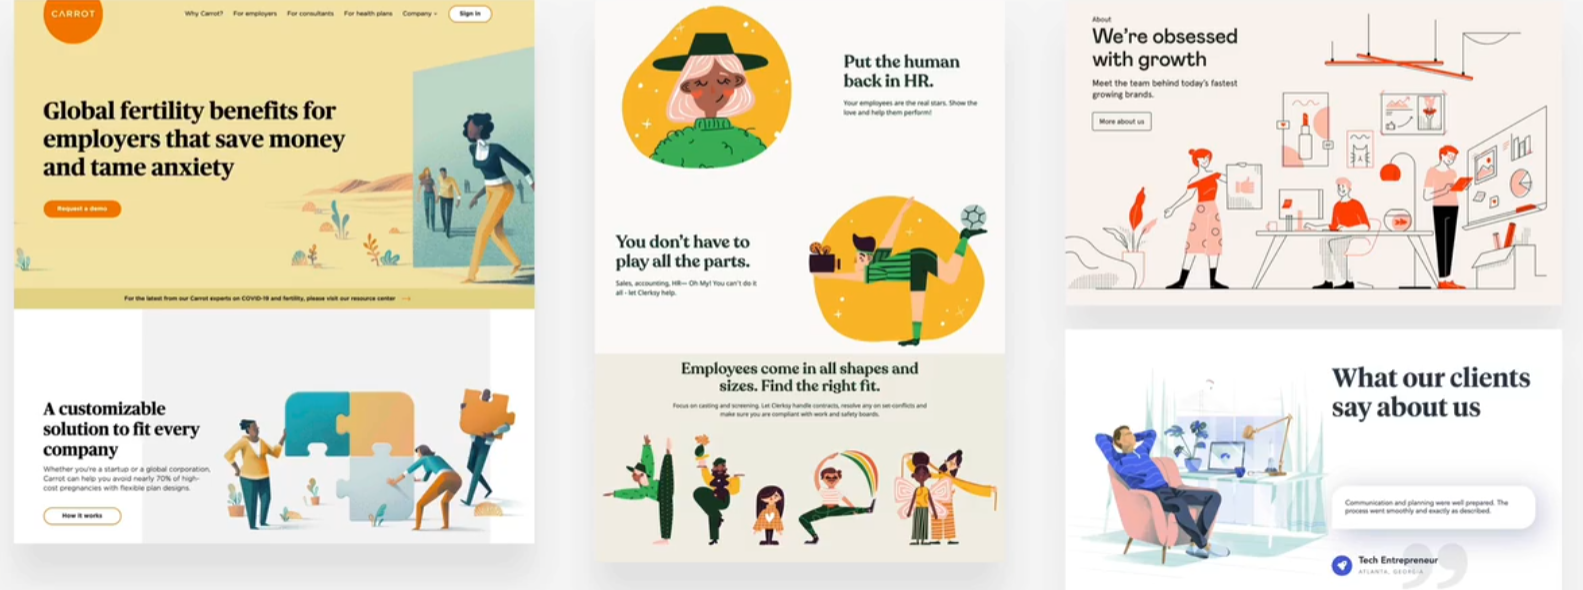 CARROT
Why Carrot? For employers For consultants For health plans Company Sign In
Global fertility benefits for
employers that save money
and tame anxiety
Request a demo
For the latest from our Carrot experts on COVID-19 and fertility, please visit our resource center
A customizable
solution to fit every
company
Whether you're a startup or a global corporation,
Carrot can help you avoid nearly 70% of high-
cost pregnancies with flexible plan designs.
How it works
Put the human
back in HR.
Your employees are the real stars. Show the
love and help them perform!
You don't have to
play all the parts.
Sales, accounting, HR— Oh My! You can't do it
all - let Clerksy help.
Employees come in all shapes and
sizes. Find the right fit.
Focus on casting and screening. Let Clerksy handle contracts, resolve any on set-conflicts and
make sure you are compliant with work and safety boards.
About
We're obsessed
with growth
Meet the team behind today's fastest
growing brands.
More about us
What our clients
say about us
Communication and planning were well prepared. The
process went smoothly and exactly as described.
Tech Entrepreneur
ATLANTA, GEORGIA